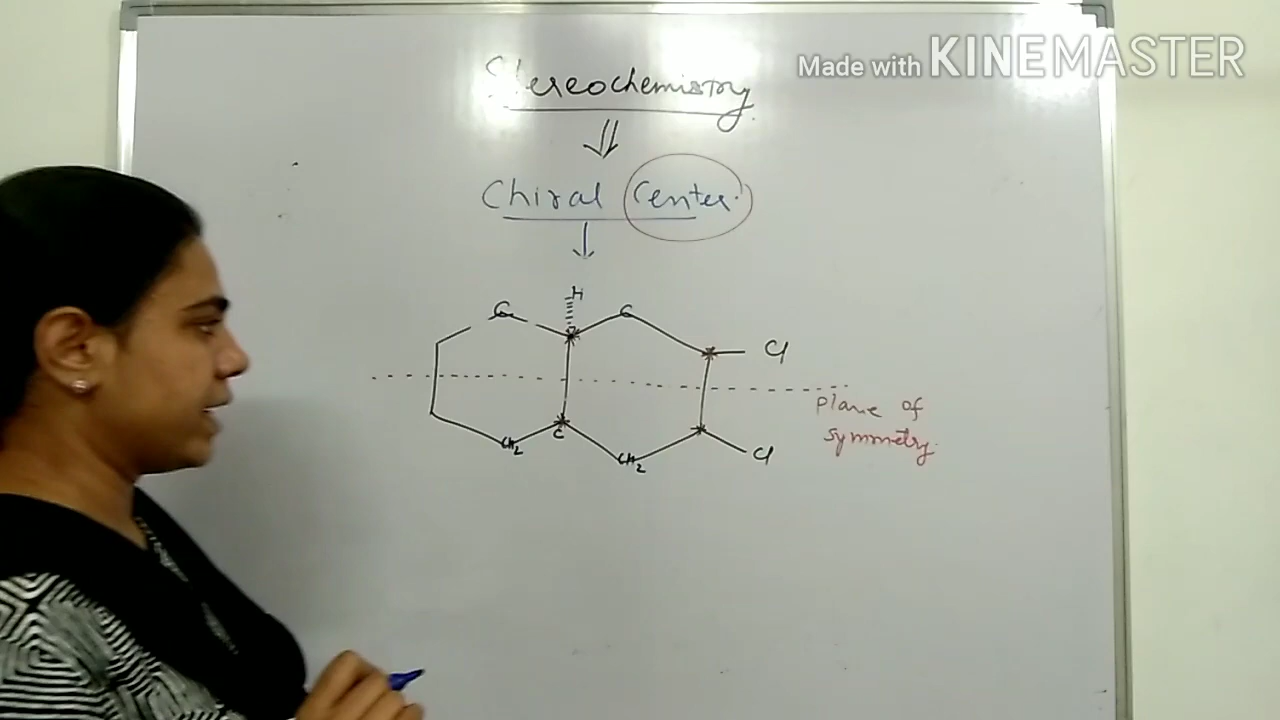 Made with KINEMASTER
Stereochemistry
Chiral Center
H
C C
Cl
C
CH2 CH2
Cl
Plane of
symmetry.